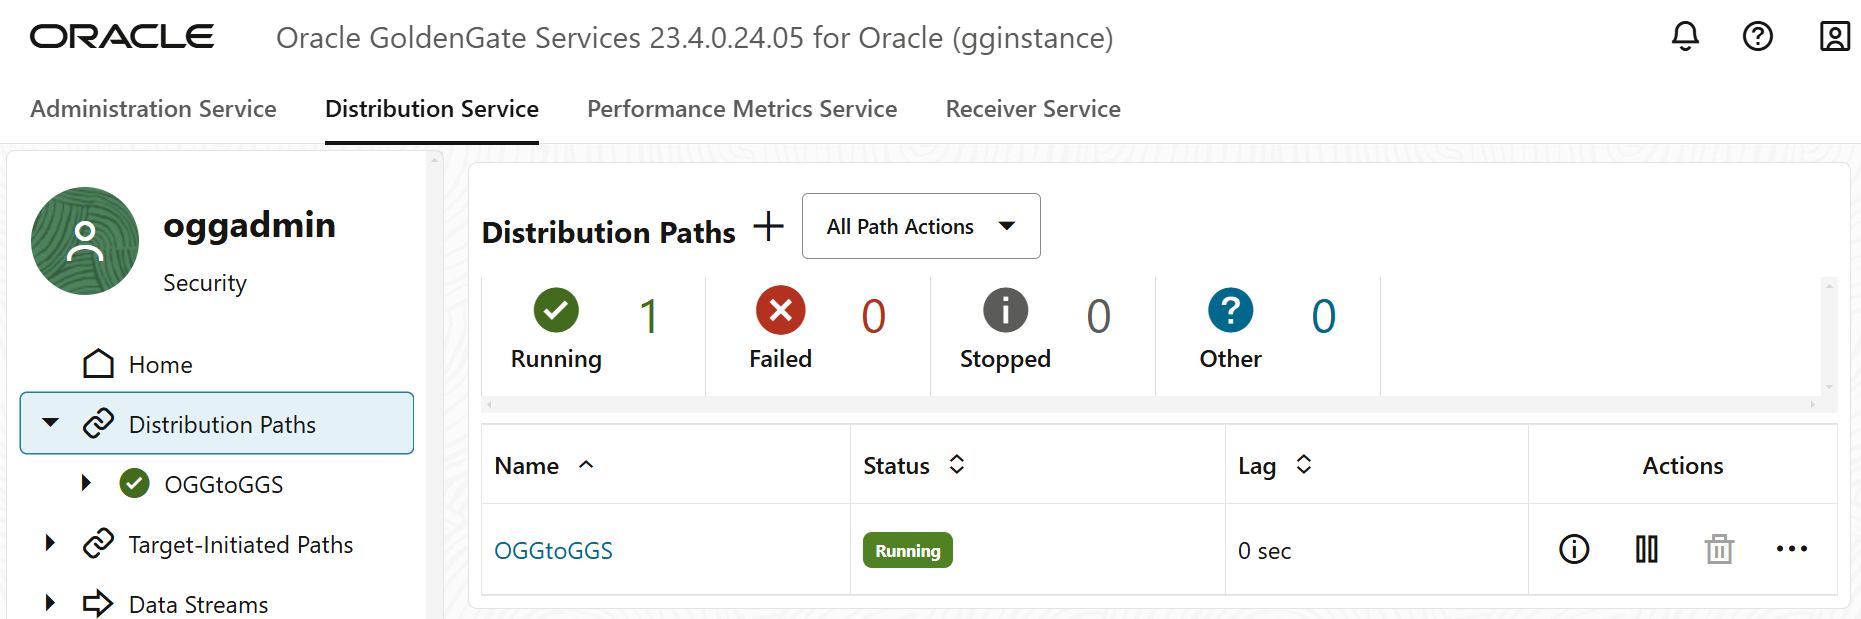 ORACLE
Oracle GoldenGate Services 23.4.0.24.05 for Oracle (gginstance)
Administration Service
Distribution Service
Performance Metrics Service
Receiver Service
oggadmin
Security
Home
Distribution Paths
OGGtoGGS
Target-Initiated Paths
Data Streams
Distribution Paths
All Path Actions
1
Running
0
Failed
0
Stopped
0
Other
Name
Status
Lag
Actions
OGGtoGGS
Running
0 sec